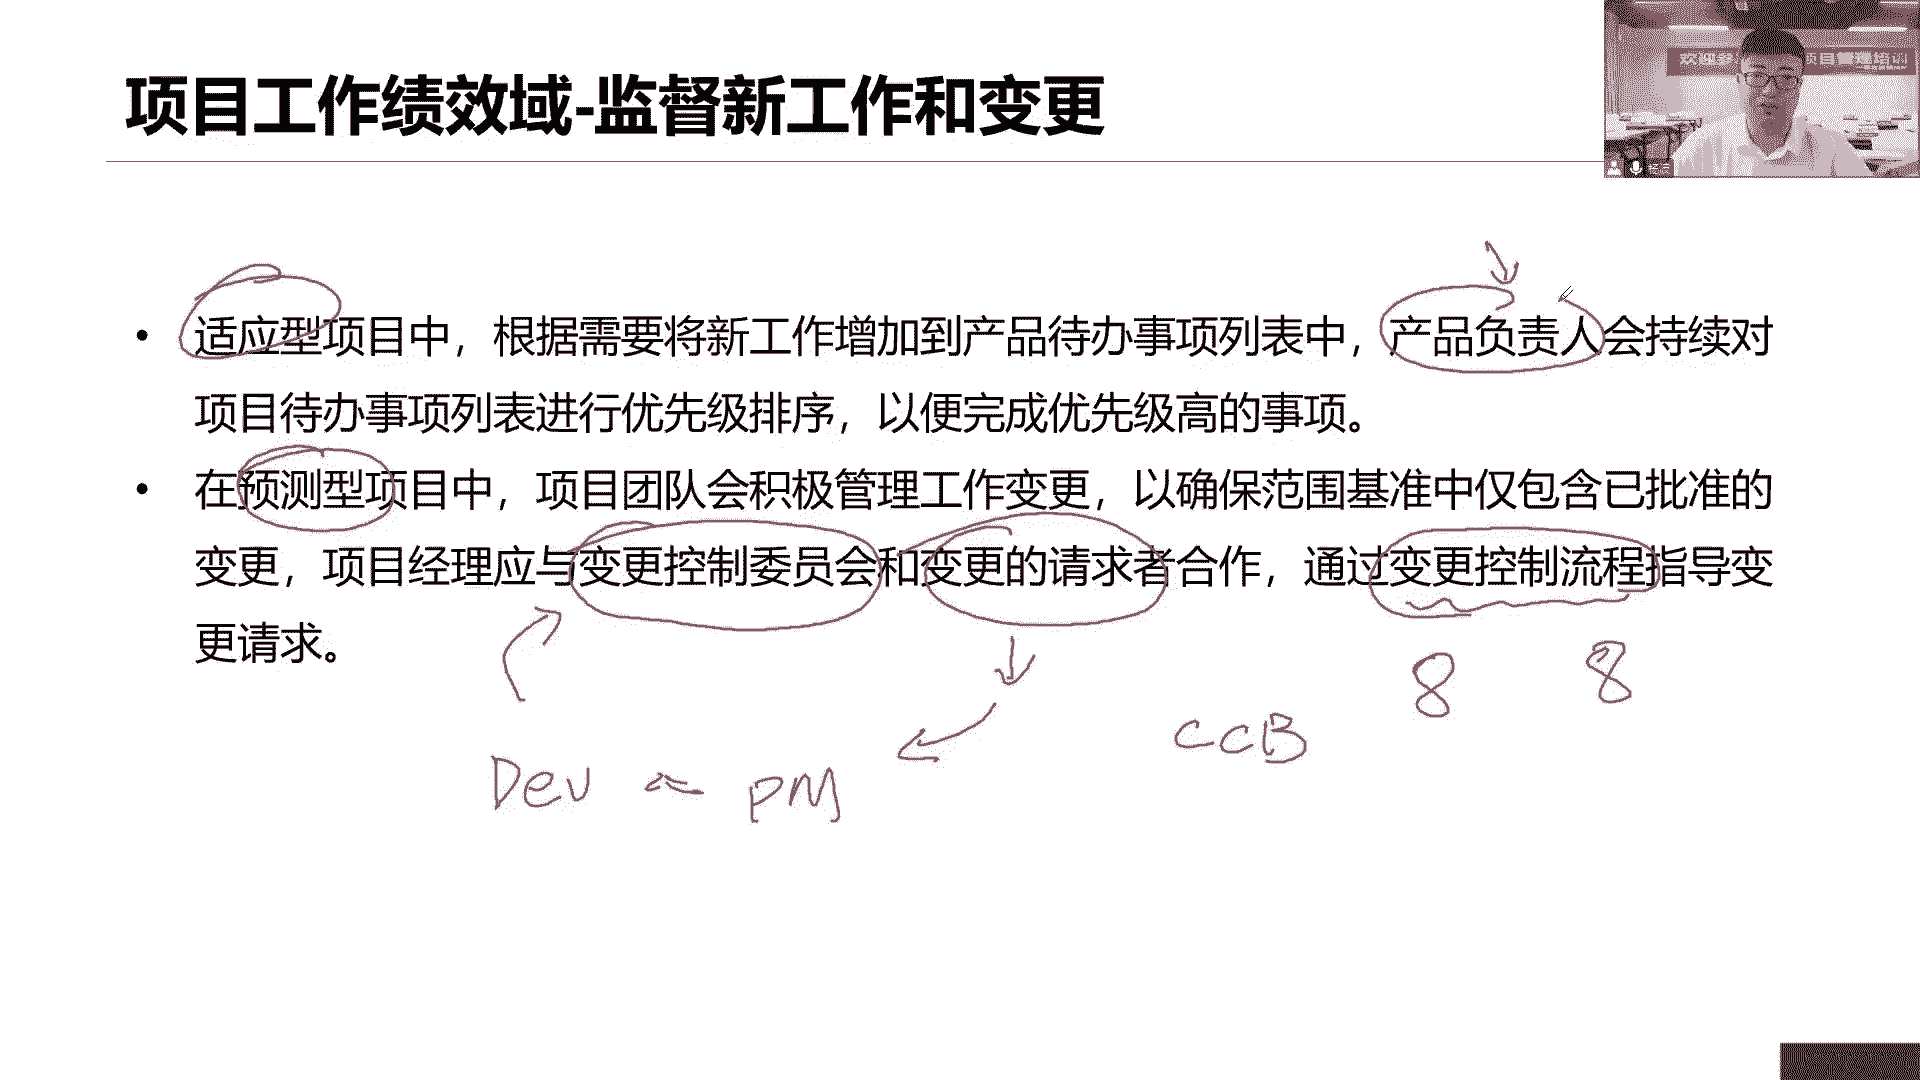 项目工作绩效域-监督新工作和变更
欢迎参 项目管理培训
• 适应型项目中，根据需要将新工作增加到产品待办事项列表中，产品负责人会持续对
项目待办事项列表进行优先级排序，以便完成优先级高的事项。
• 在预测型项目中，项目团队会积极管理工作变更，以确保范围基准中仅包含已批准的
变更，项目经理应与变更控制委员会和变更的请求者合作，通过变更控制流程指导变
更请求。
8 8
CCB
Dev PM